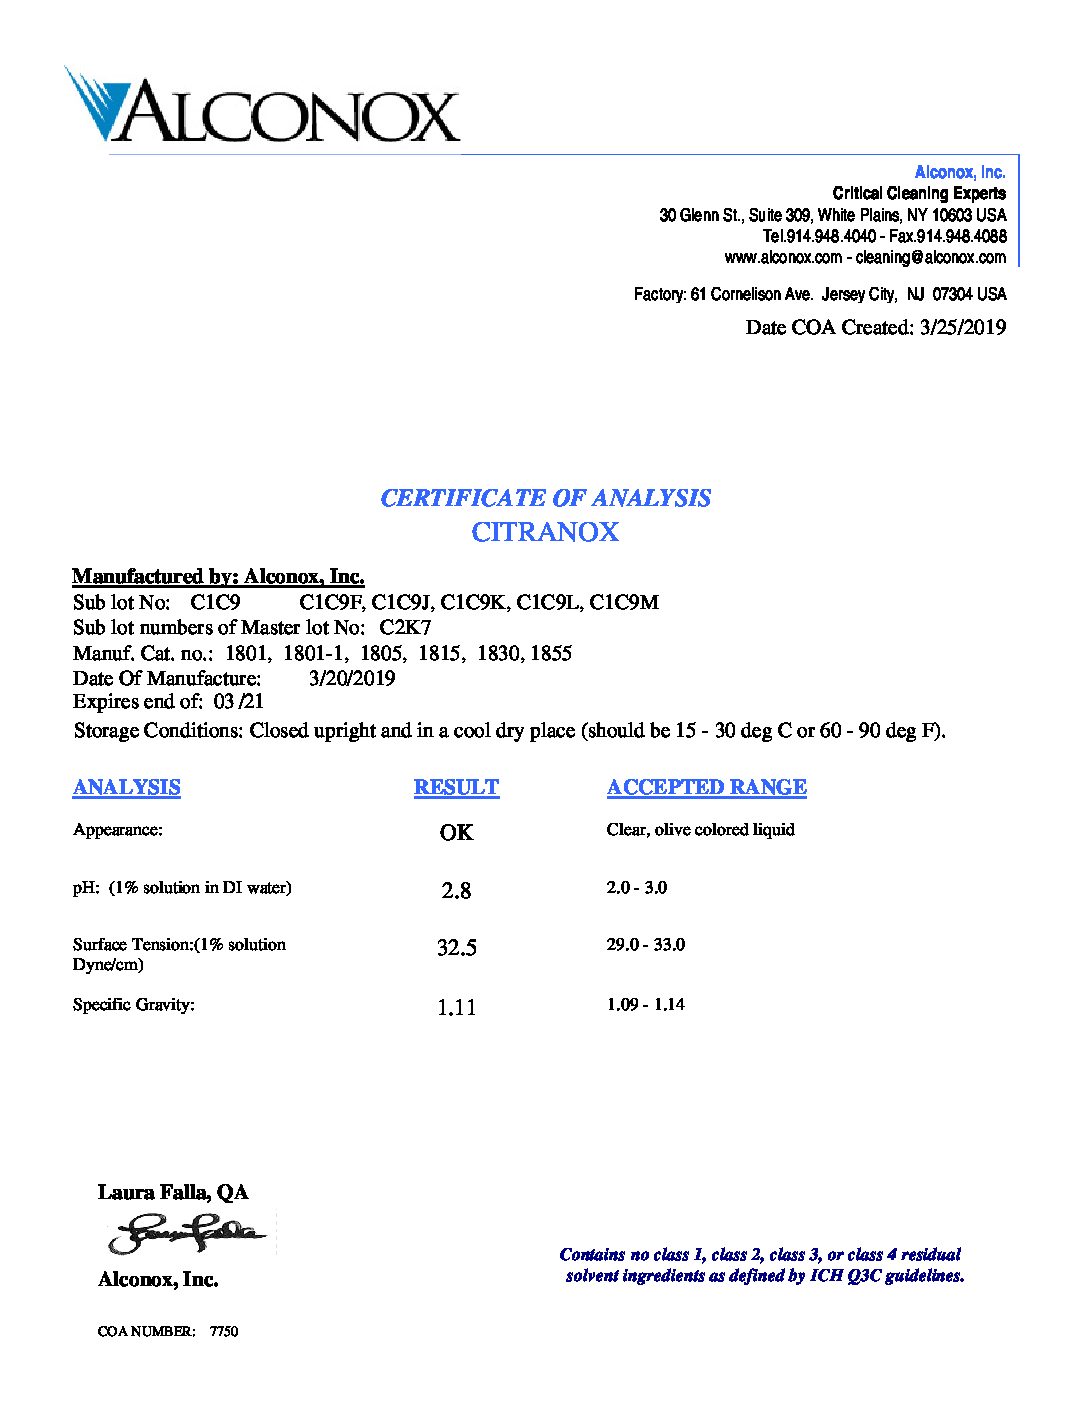 ALCONOX
Alconox, Inc.
Critical Cleaning Experts
30 Glenn St., Suite 309, White Plains, NY 10603 USA
Tel.914.948.4040 - Fax.914.948.4088
www.alconox.com - cleaning@alconox.com
Factory: 61 Cornelison Ave.  Jersey City,  NJ  07304 USA
Date COA Created: 3/25/2019
CERTIFICATE OF ANALYSIS
CITRANOX
Manufactured by: Alconox, Inc.
Sub lot No:   C1C9   C1C9F, C1C9J, C1C9K, C1C9L, C1C9M
Sub lot numbers of Master lot No:   C2K7
Manuf. Cat. no.:  1801,  1801-1,  1805,  1815,  1830, 1855
Date Of Manufacture:   3/20/2019
Expires end of:  03 /21
Storage Conditions: Closed upright and in a cool dry place (should be 15 - 30 deg C or 60 - 90 deg F).
ANALYSIS   RESULT   ACCEPTED RANGE
Appearance:   OK   Clear, olive colored liquid
pH:  (1% solution in DI water)   2.8   2.0 - 3.0
Surface Tension:(1% solution   32.5   29.0 - 33.0
Dyne/cm)
Specific Gravity:   1.11   1.09 - 1.14
Laura Falla, QA
Alconox, Inc.
Contains no class 1, class 2, class 3, or class 4 residual
solvent ingredients as defined by ICH Q3C guidelines.
COA NUMBER:   7750